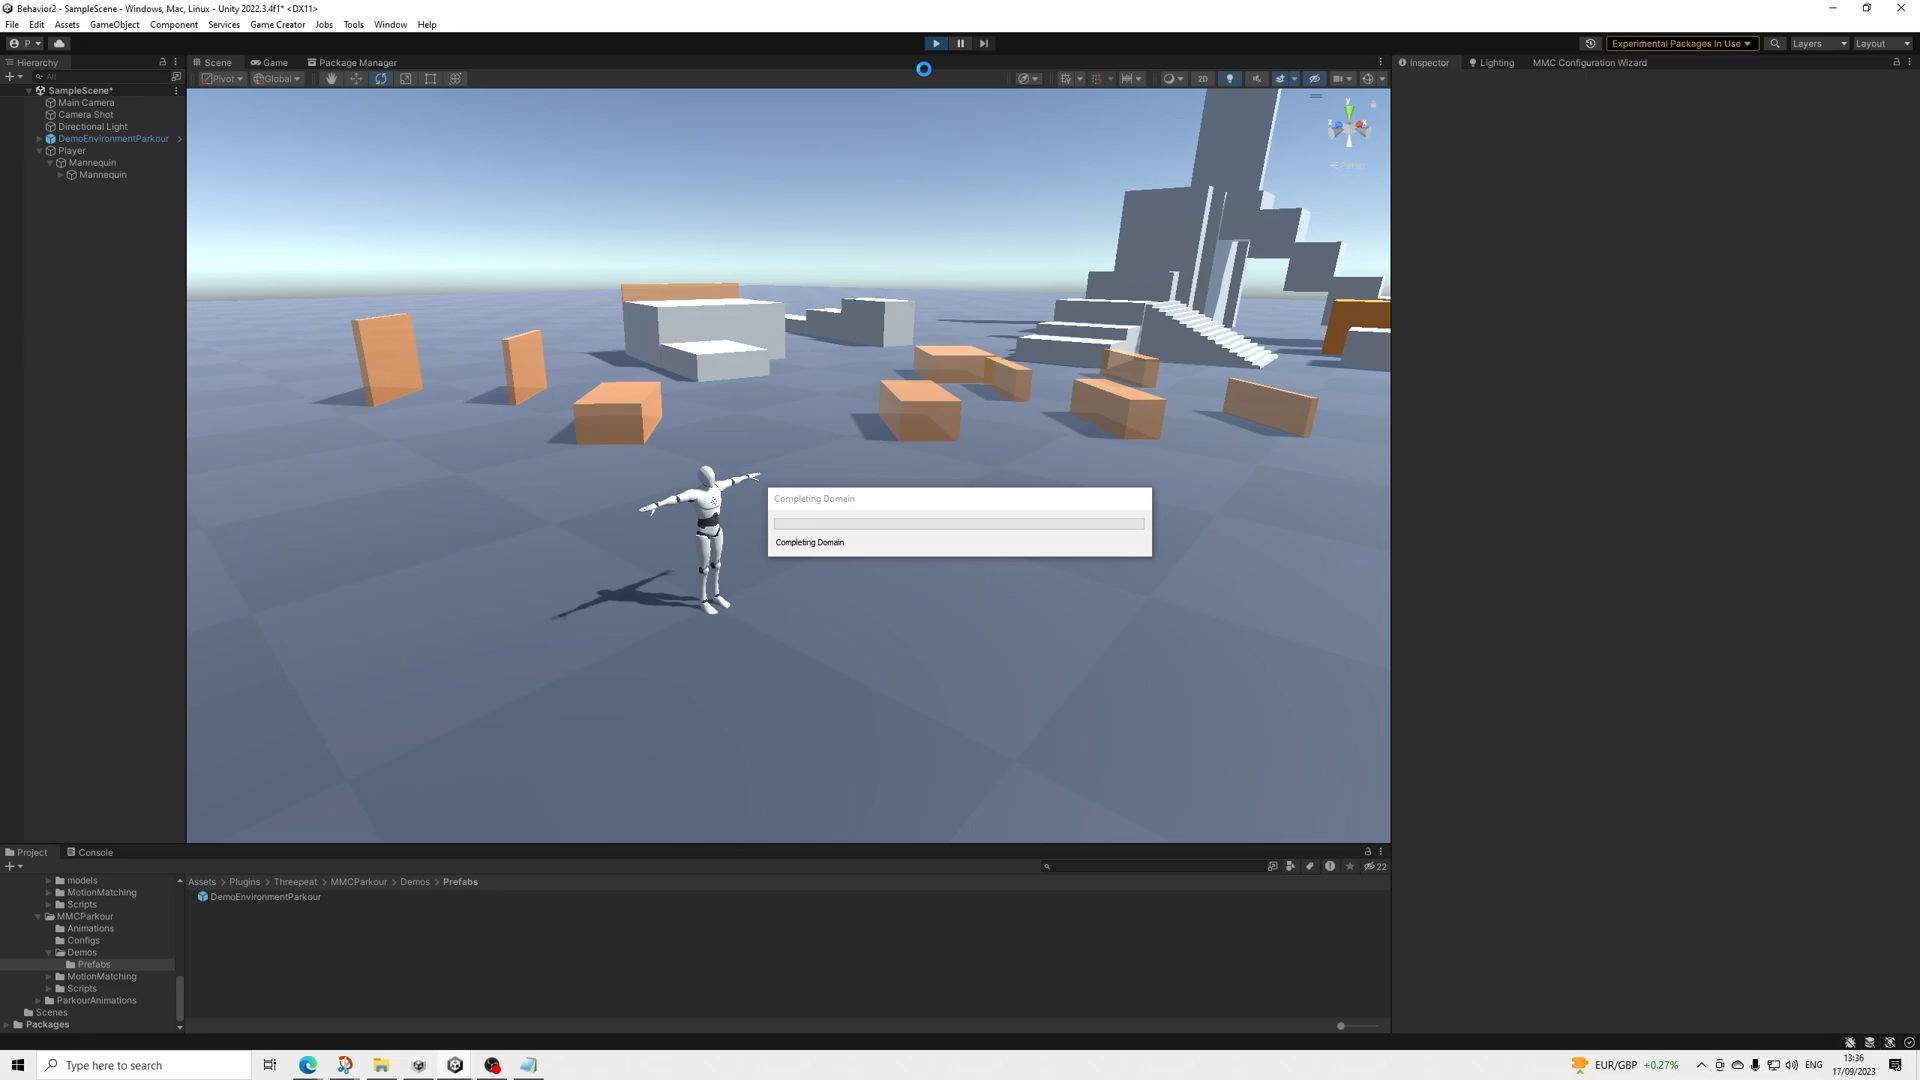 Behavior2 - SampleScene - Windows, Mac, Linux - Unity 2022.3.4f1* <DX11>
File Edit Assets GameObject Component Services Game Creator Jobs Tools Window Help
P
Experimental Packages In Use
Layers
Layout
Hierarchy
Scene
Game
Package Manager
Inspector
Lighting
MMC Configuration Wizard
All
Pivot
Global
2D
SampleScene*
Main Camera
Camera Shot
Directional Light
DemoEnvironmentParkour
Player
Mannequin
Mannequin
y
x
z
Persp
Completing Domain
Completing Domain
Project
Console
22
models
MotionMatching
Scripts
MMCParkour
Animations
Configs
Demos
Prefabs
MotionMatching
Scripts
ParkourAnimations
Scenes
Packages
Assets > Plugins > Threepeat > MMCParkour > Demos > Prefabs
DemoEnvironmentParkour
Type here to search
EUR/GBP +0.27%
ENG
13:36
17/09/2023